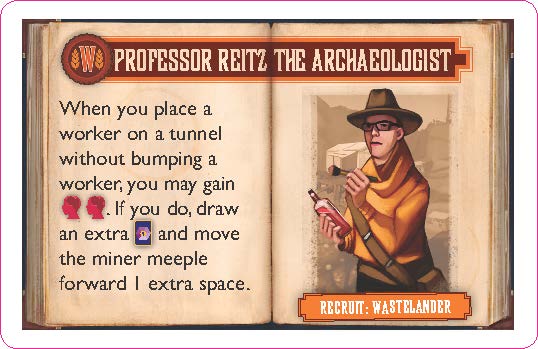 W PROFESSOR REITZ THE ARCHAEOLOGIST
When you place a
worker on a tunnel
without bumping a
worker, you may gain
. If you do, draw
an extra and move
the miner meeple
forward 1 extra space.
RECRUIT: WASTELANDER